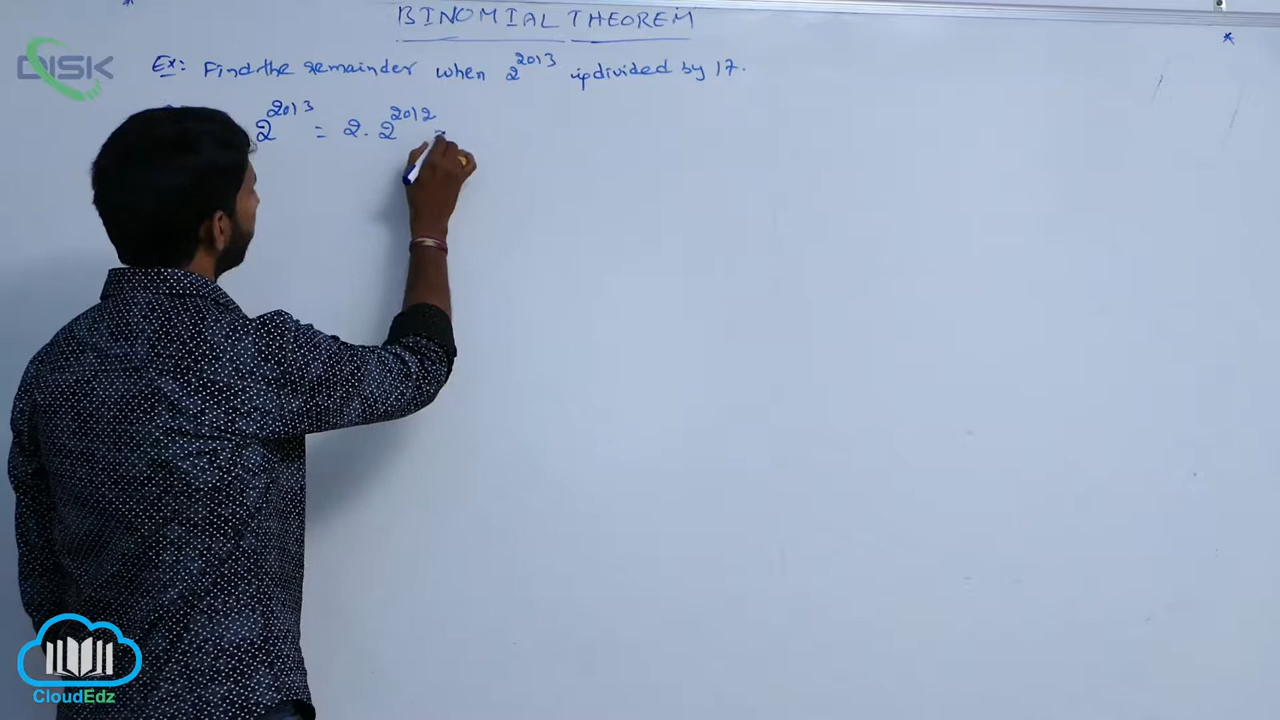 BINOMIAL THEOREM
DISK
Ex: Find the remainder when 2^2013 is divided by 17.
2^2013 = 2. 2^2012 =
CloudEdz